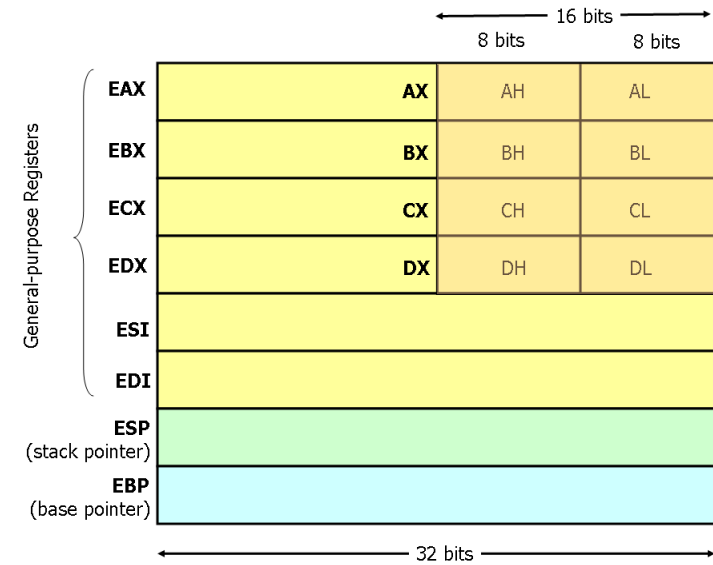 16 bits
8 bits 8 bits
General-purpose Registers
EAX AX AH AL
EBX BX BH BL
ECX CX CH CL
EDX DX DH DL
ESI
EDI
ESP
(stack pointer)
EBP
(base pointer)
32 bits